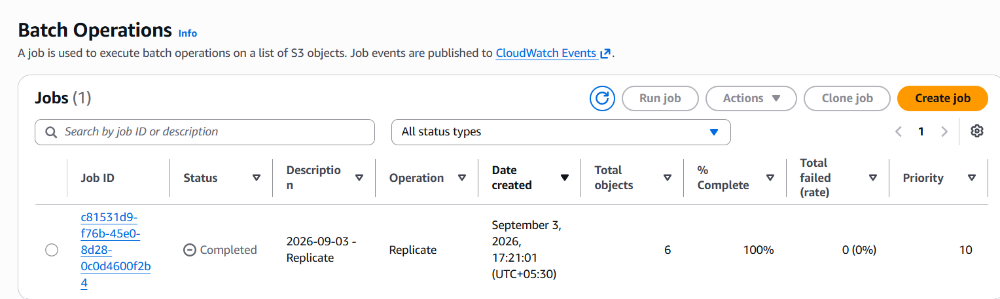 Batch Operations Info
A job is used to execute batch operations on a list of S3 objects. Job events are published to CloudWatch Events.
Jobs (1)
Run job
Actions
Clone job
Create job
Search by job ID or description
All status types
1
Job ID
Status
Descriptio
n
Operation
Date
created
Total
objects
%
Complete
Total
failed
(rate)
Priority
c81531d9-
f76b-45e0-
8d28-
0c0d4600f2b
4
Completed
2026-09-03 -
Replicate
Replicate
September 3,
2026,
17:21:01
(UTC+05:30)
6
100%
0 (0%)
10